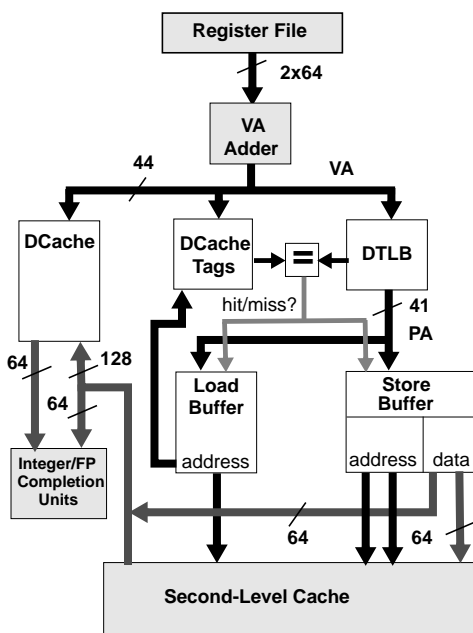 Register File
2x64
VA
Adder
44
VA
DCache
DCache
Tags
=
DTLB
hit/miss?
41
PA
64
128
64
Load
Buffer
Store
Buffer
address
address
data
Integer/FP
Completion
Units
64
64
Second-Level Cache